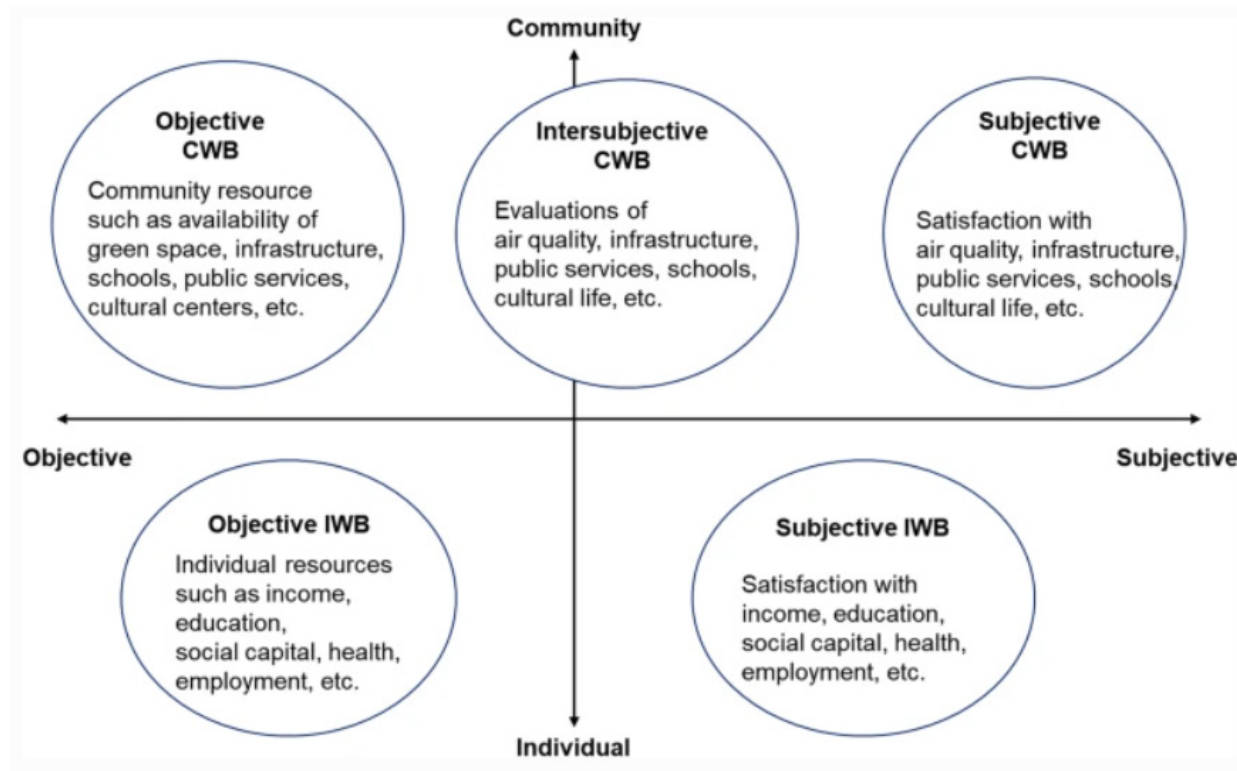 Community
Objective
CWB
Community resource
such as availability of
green space, infrastructure,
schools, public services,
cultural centers, etc.
Intersubjective
CWB
Evaluations of
air quality, infrastructure,
public services, schools,
cultural life, etc.
Subjective
CWB
Satisfaction with
air quality, infrastructure,
public services, schools,
cultural life, etc.
Objective
Subjective
Objective IWB
Individual resources
such as income,
education,
social capital, health,
employment, etc.
Subjective IWB
Satisfaction with
income, education,
social capital, health,
employment, etc.
Individual